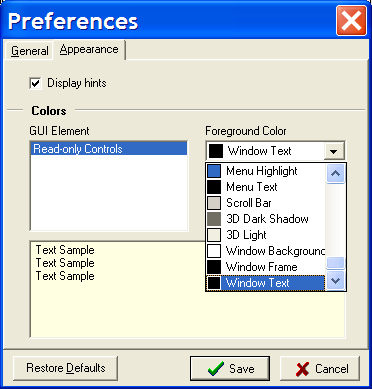 Preferences
General Appearance
Display hints
Colors
GUI Element
Foreground Color
Read-only Controls
Window Text
Menu Highlight
Menu Text
Scroll Bar
3D Dark Shadow
3D Light
Window Background
Window Frame
Window Text
Text Sample
Text Sample
Text Sample
Restore Defaults
Save
Cancel